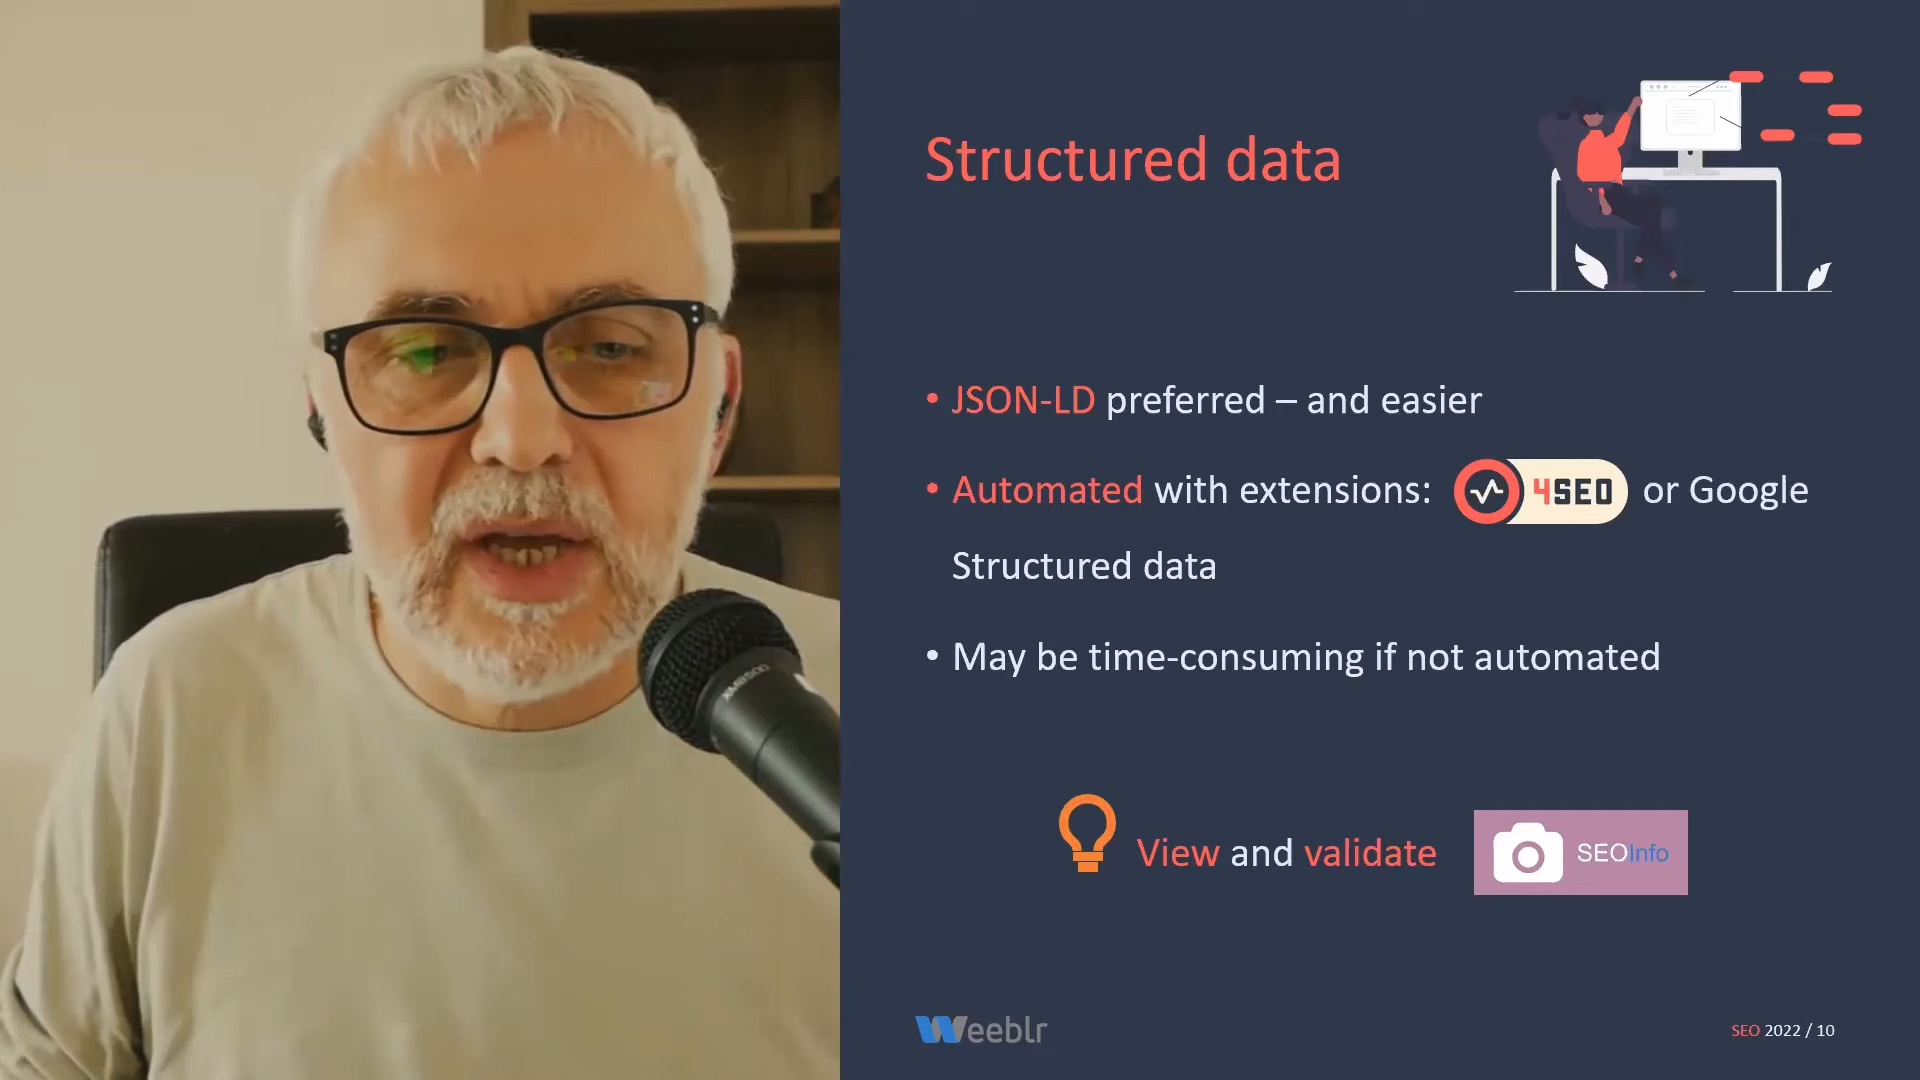 Structured data
• JSON-LD preferred – and easier
• Automated with extensions: 4SEO or Google
Structured data
• May be time-consuming if not automated
View and validate SEOInfo
XM8500
Weeblr
SEO 2022 / 10